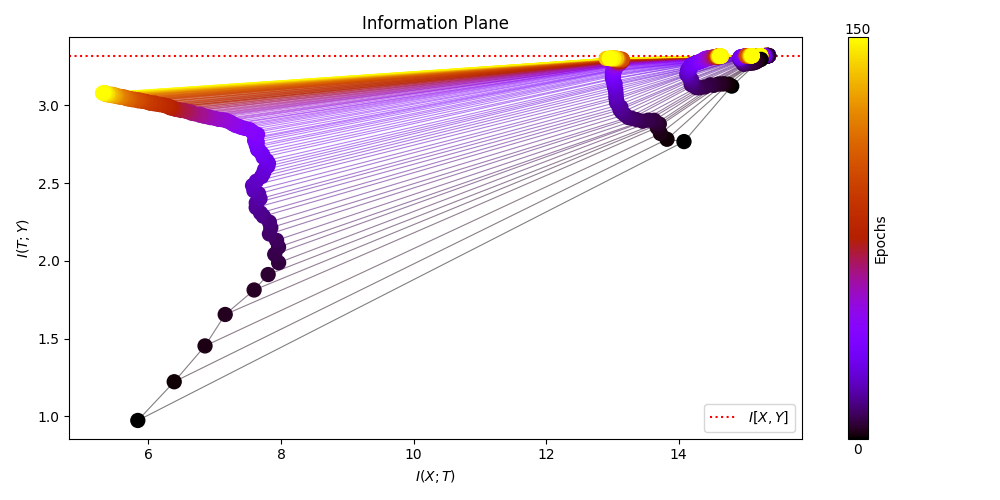 Information Plane
150
3.0
2.5
2.0
1.5
1.0
I(T; Y)
Epochs
I[X, Y]
0
6 8 10 12 14
I(X; T)